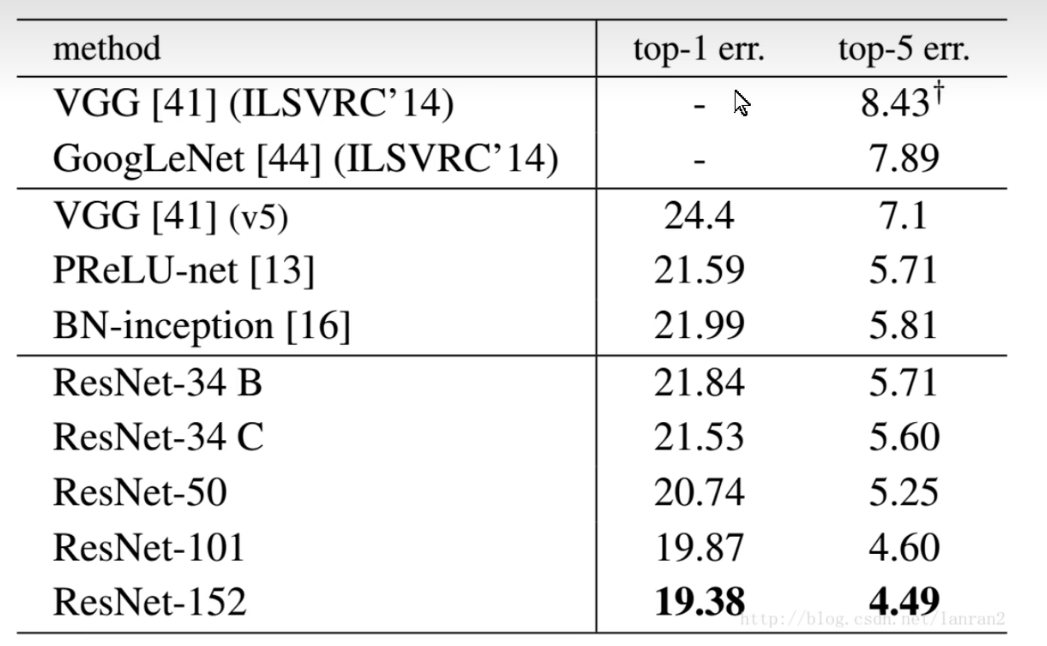 method top-1 err. top-5 err.
VGG [41] (ILSVRC’14) - 8.43†
GoogLeNet [44] (ILSVRC’14) - 7.89
VGG [41] (v5) 24.4 7.1
PReLU-net [13] 21.59 5.71
BN-inception [16] 21.99 5.81
ResNet-34 B 21.84 5.71
ResNet-34 C 21.53 5.60
ResNet-50 20.74 5.25
ResNet-101 19.87 4.60
ResNet-152 19.38 4.49
http://blog.csdn.net/lanran2